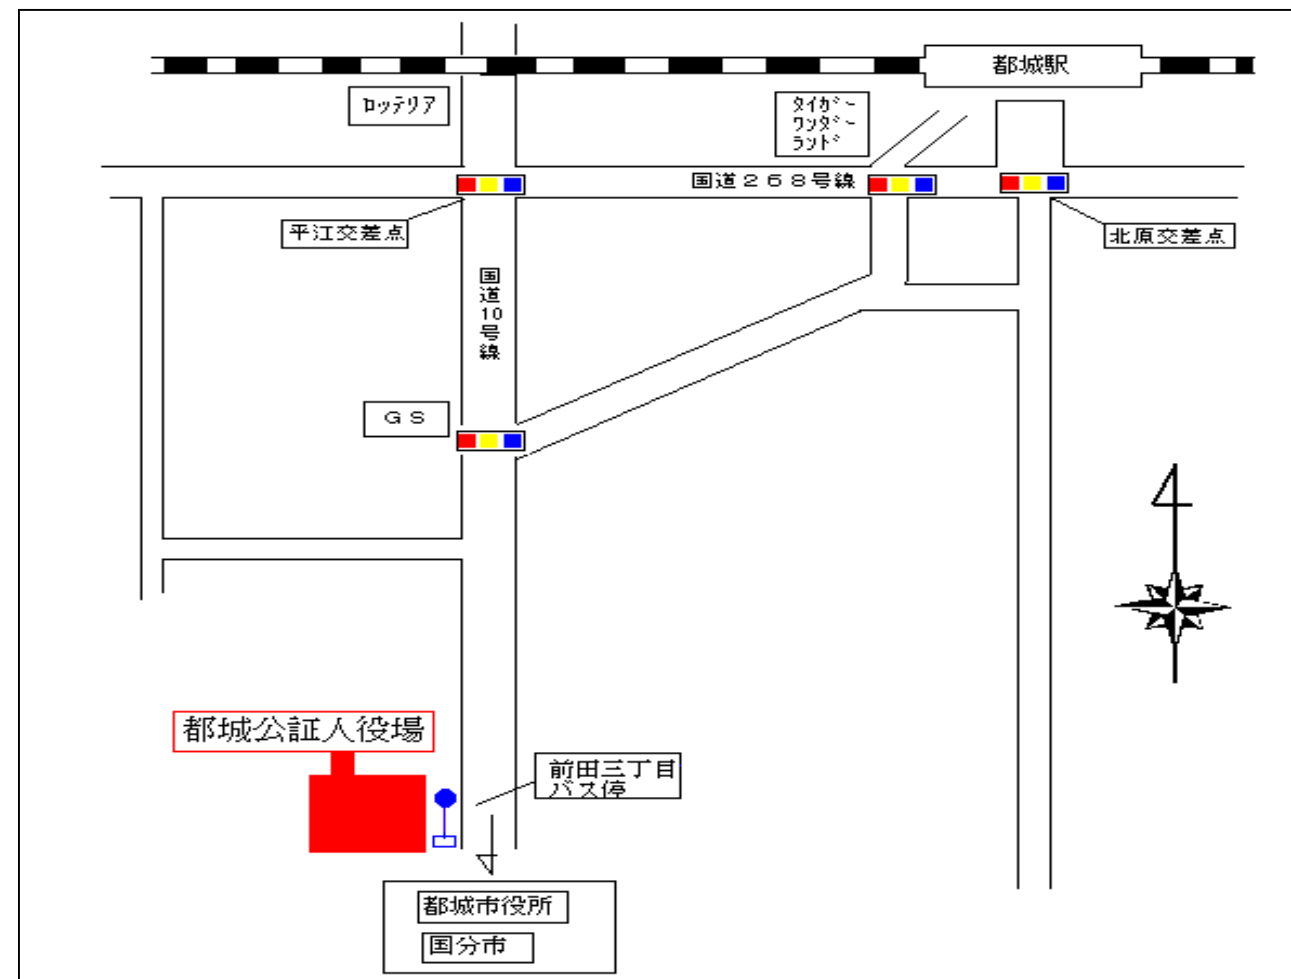 都城駅
ロッテリア
タイガー
ワンダー
ランド
国道268号線
平江交差点
北原交差点
国道10号線
GS
都城公証人役場
前田三丁目
バス停
都城市役所
国分市